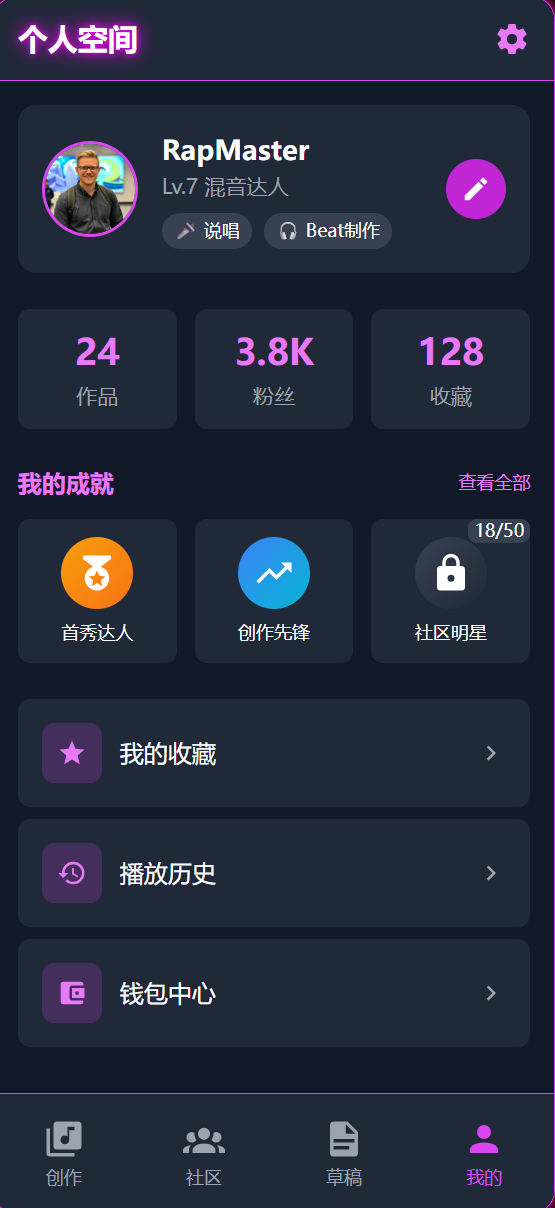 个人空间
RapMaster
Lv.7 混音达人
🎤 说唱
🎧 Beat制作
24
作品
3.8K
粉丝
128
收藏
我的成就
查看全部
首秀达人
创作先锋
18/50
社区明星
我的收藏
播放历史
钱包中心
创作
社区
草稿
我的